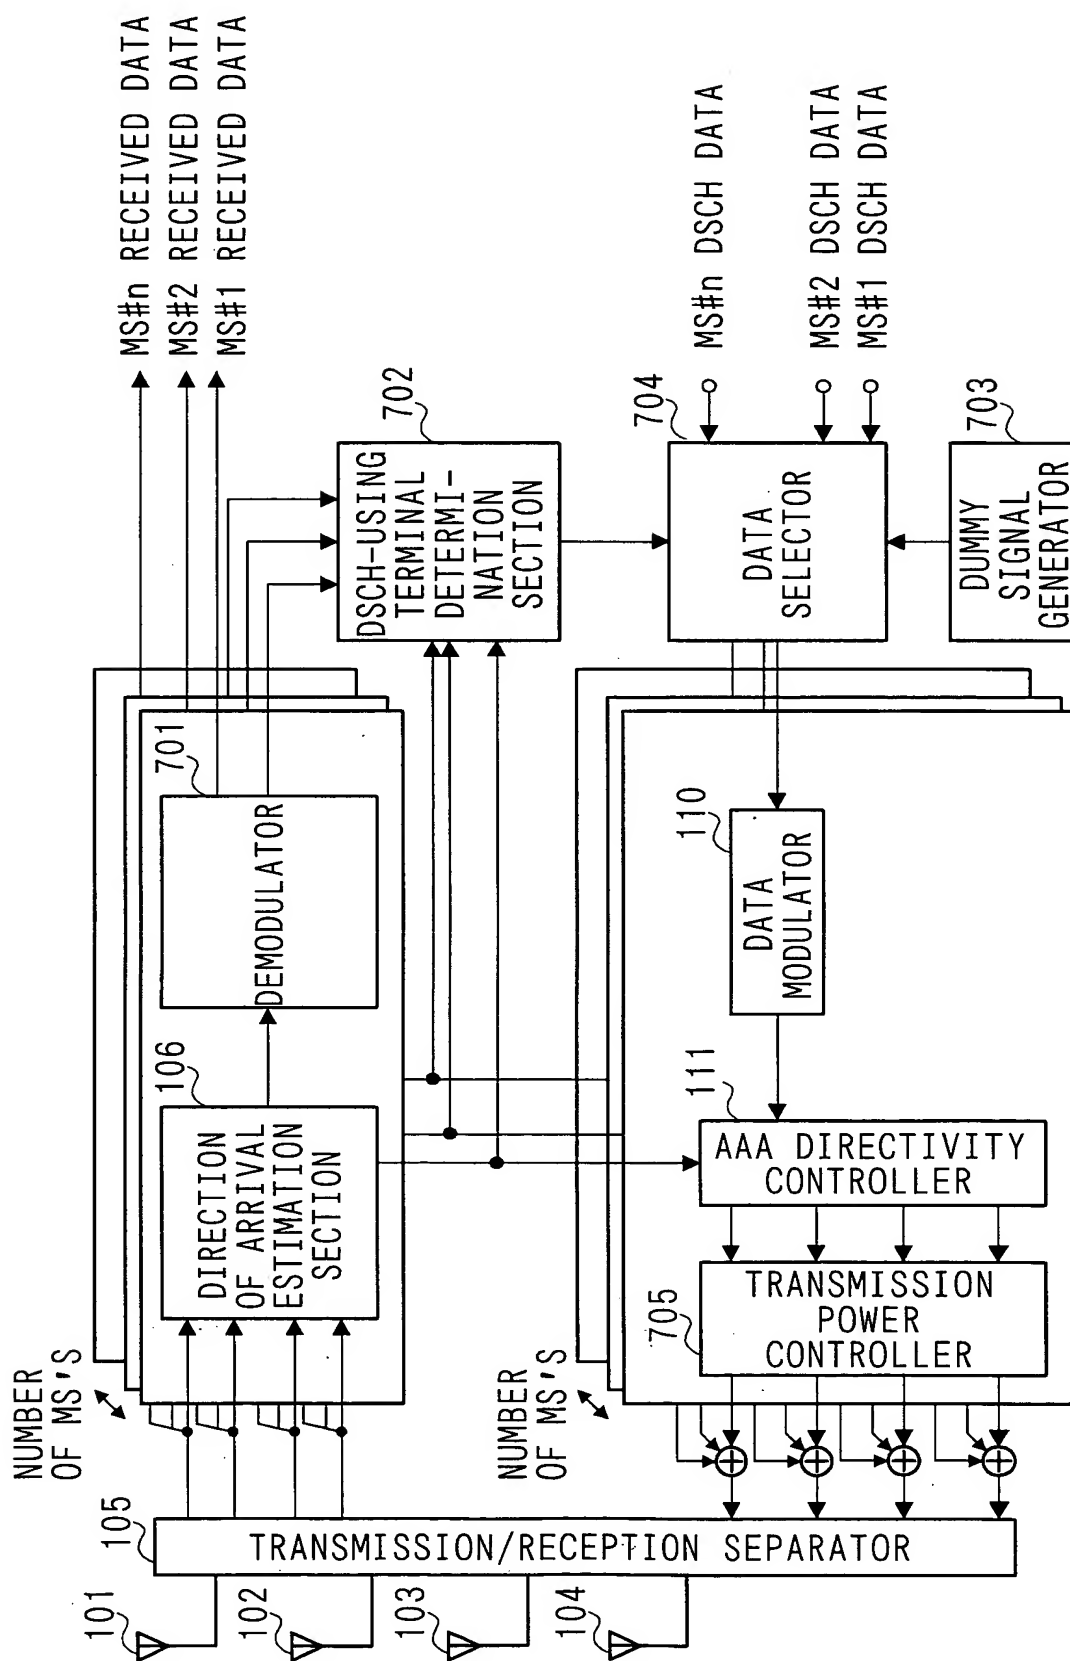 MS#n RECEIVED DATA
MS#2 RECEIVED DATA
MS#1 RECEIVED DATA
NUMBER
OF MS'S
106
DIRECTION
OF ARRIVAL
ESTIMATION
SECTION
701
DEMODULATOR
702
DSCH-USING
TERMINAL
DETERMI-
NATION
SECTION
105
TRANSMISSION/RECEPTION SEPARATOR
101
102
103
104
NUMBER
OF MS'S
705
TRANSMISSION
POWER
CONTROLLER
111
AAA DIRECTIVITY
CONTROLLER
110
DATA
MODULATOR
704
DATA
SELECTOR
MS#n DSCH DATA
MS#2 DSCH DATA
MS#1 DSCH DATA
703
DUMMY
SIGNAL
GENERATOR